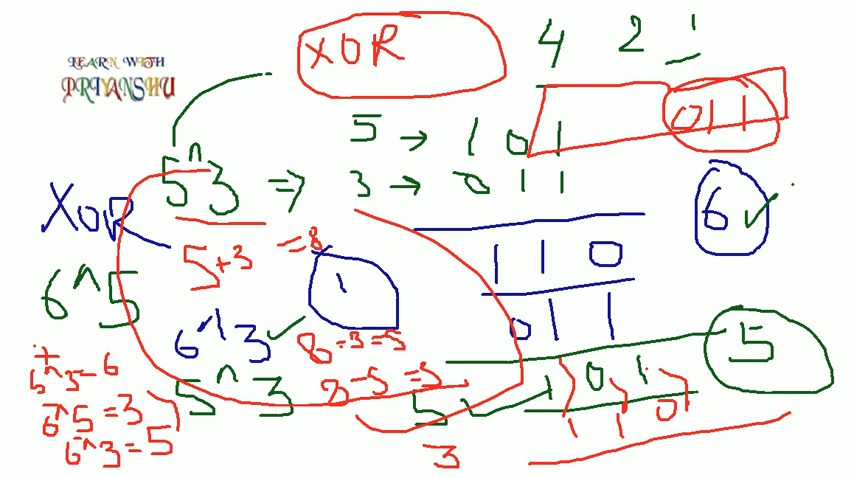 LEARN WITH
PRIYANSHU
XOR
4 2 1
011
5 → 1 0 1
5^3 => 3 → 0 1 1
XOR
6 ✓
5+3 =8
1 1 0
6^5
1
0 1 1
6^3 ✓
8-3=5
5
1 0 1
5^3
8-5=3
5
1 1 0
6^3=6
6^5=3
6^3=5
3